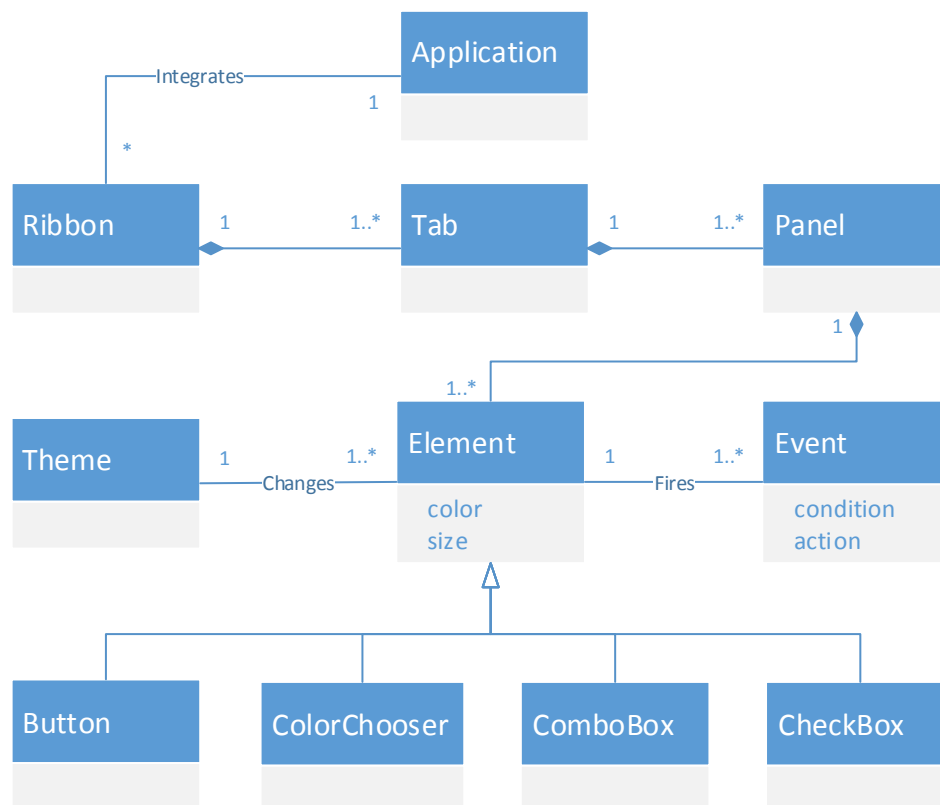 Application
Integrates
1
*
Ribbon
1
1..*
Tab
1
1..*
Panel
1
1..*
Theme
1
1..*
Changes
Element
color
size
1
1..*
Fires
Event
condition
action
Button
ColorChooser
ComboBox
CheckBox